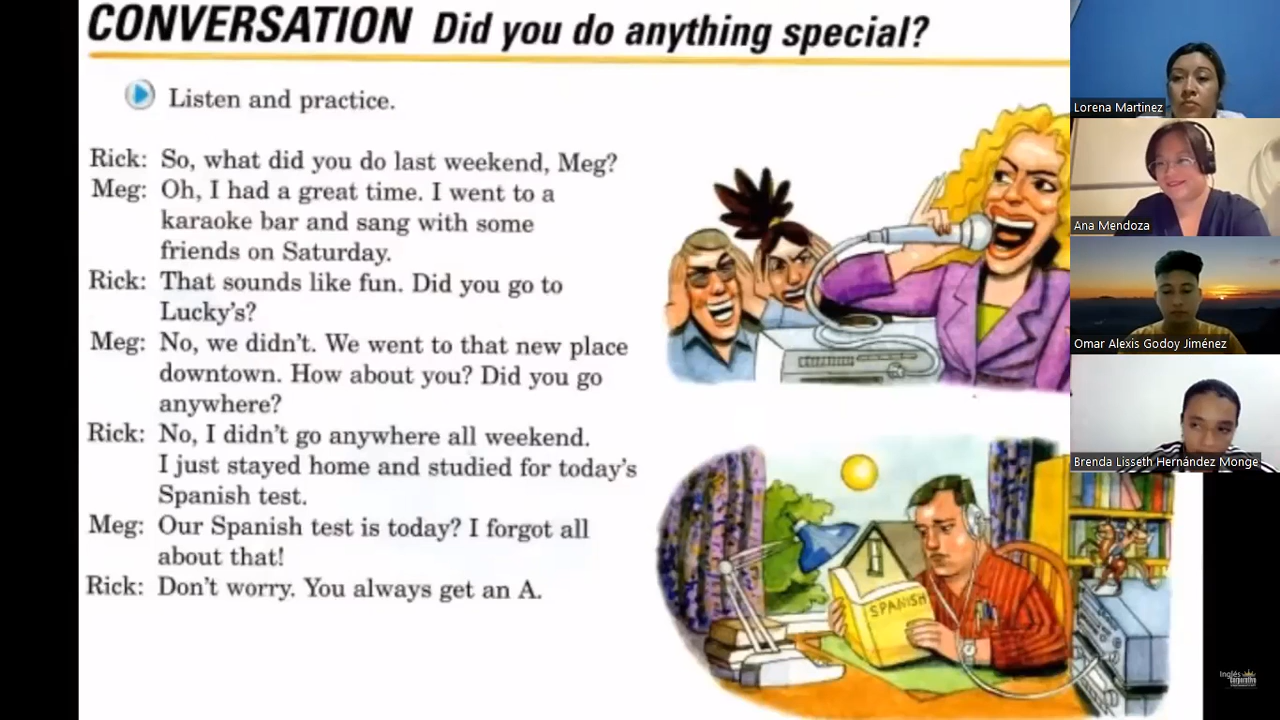 CONVERSATION Did you do anything special?
Listen and practice.
Rick: So, what did you do last weekend, Meg?
Meg: Oh, I had a great time. I went to a
karaoke bar and sang with some
friends on Saturday.
Rick: That sounds like fun. Did you go to
Lucky's?
Meg: No, we didn't. We went to that new place
downtown. How about you? Did you go
anywhere?
Rick: No, I didn't go anywhere all weekend.
I just stayed home and studied for today's
Spanish test.
Meg: Our Spanish test is today? I forgot all
about that!
Rick: Don't worry. You always get an A.
SPANISH
Lorena Martinez
Ana Mendoza
Omar Alexis Godoy Jiménez
Brenda Lisseth Hernández Monge
Inglés
Corporativo